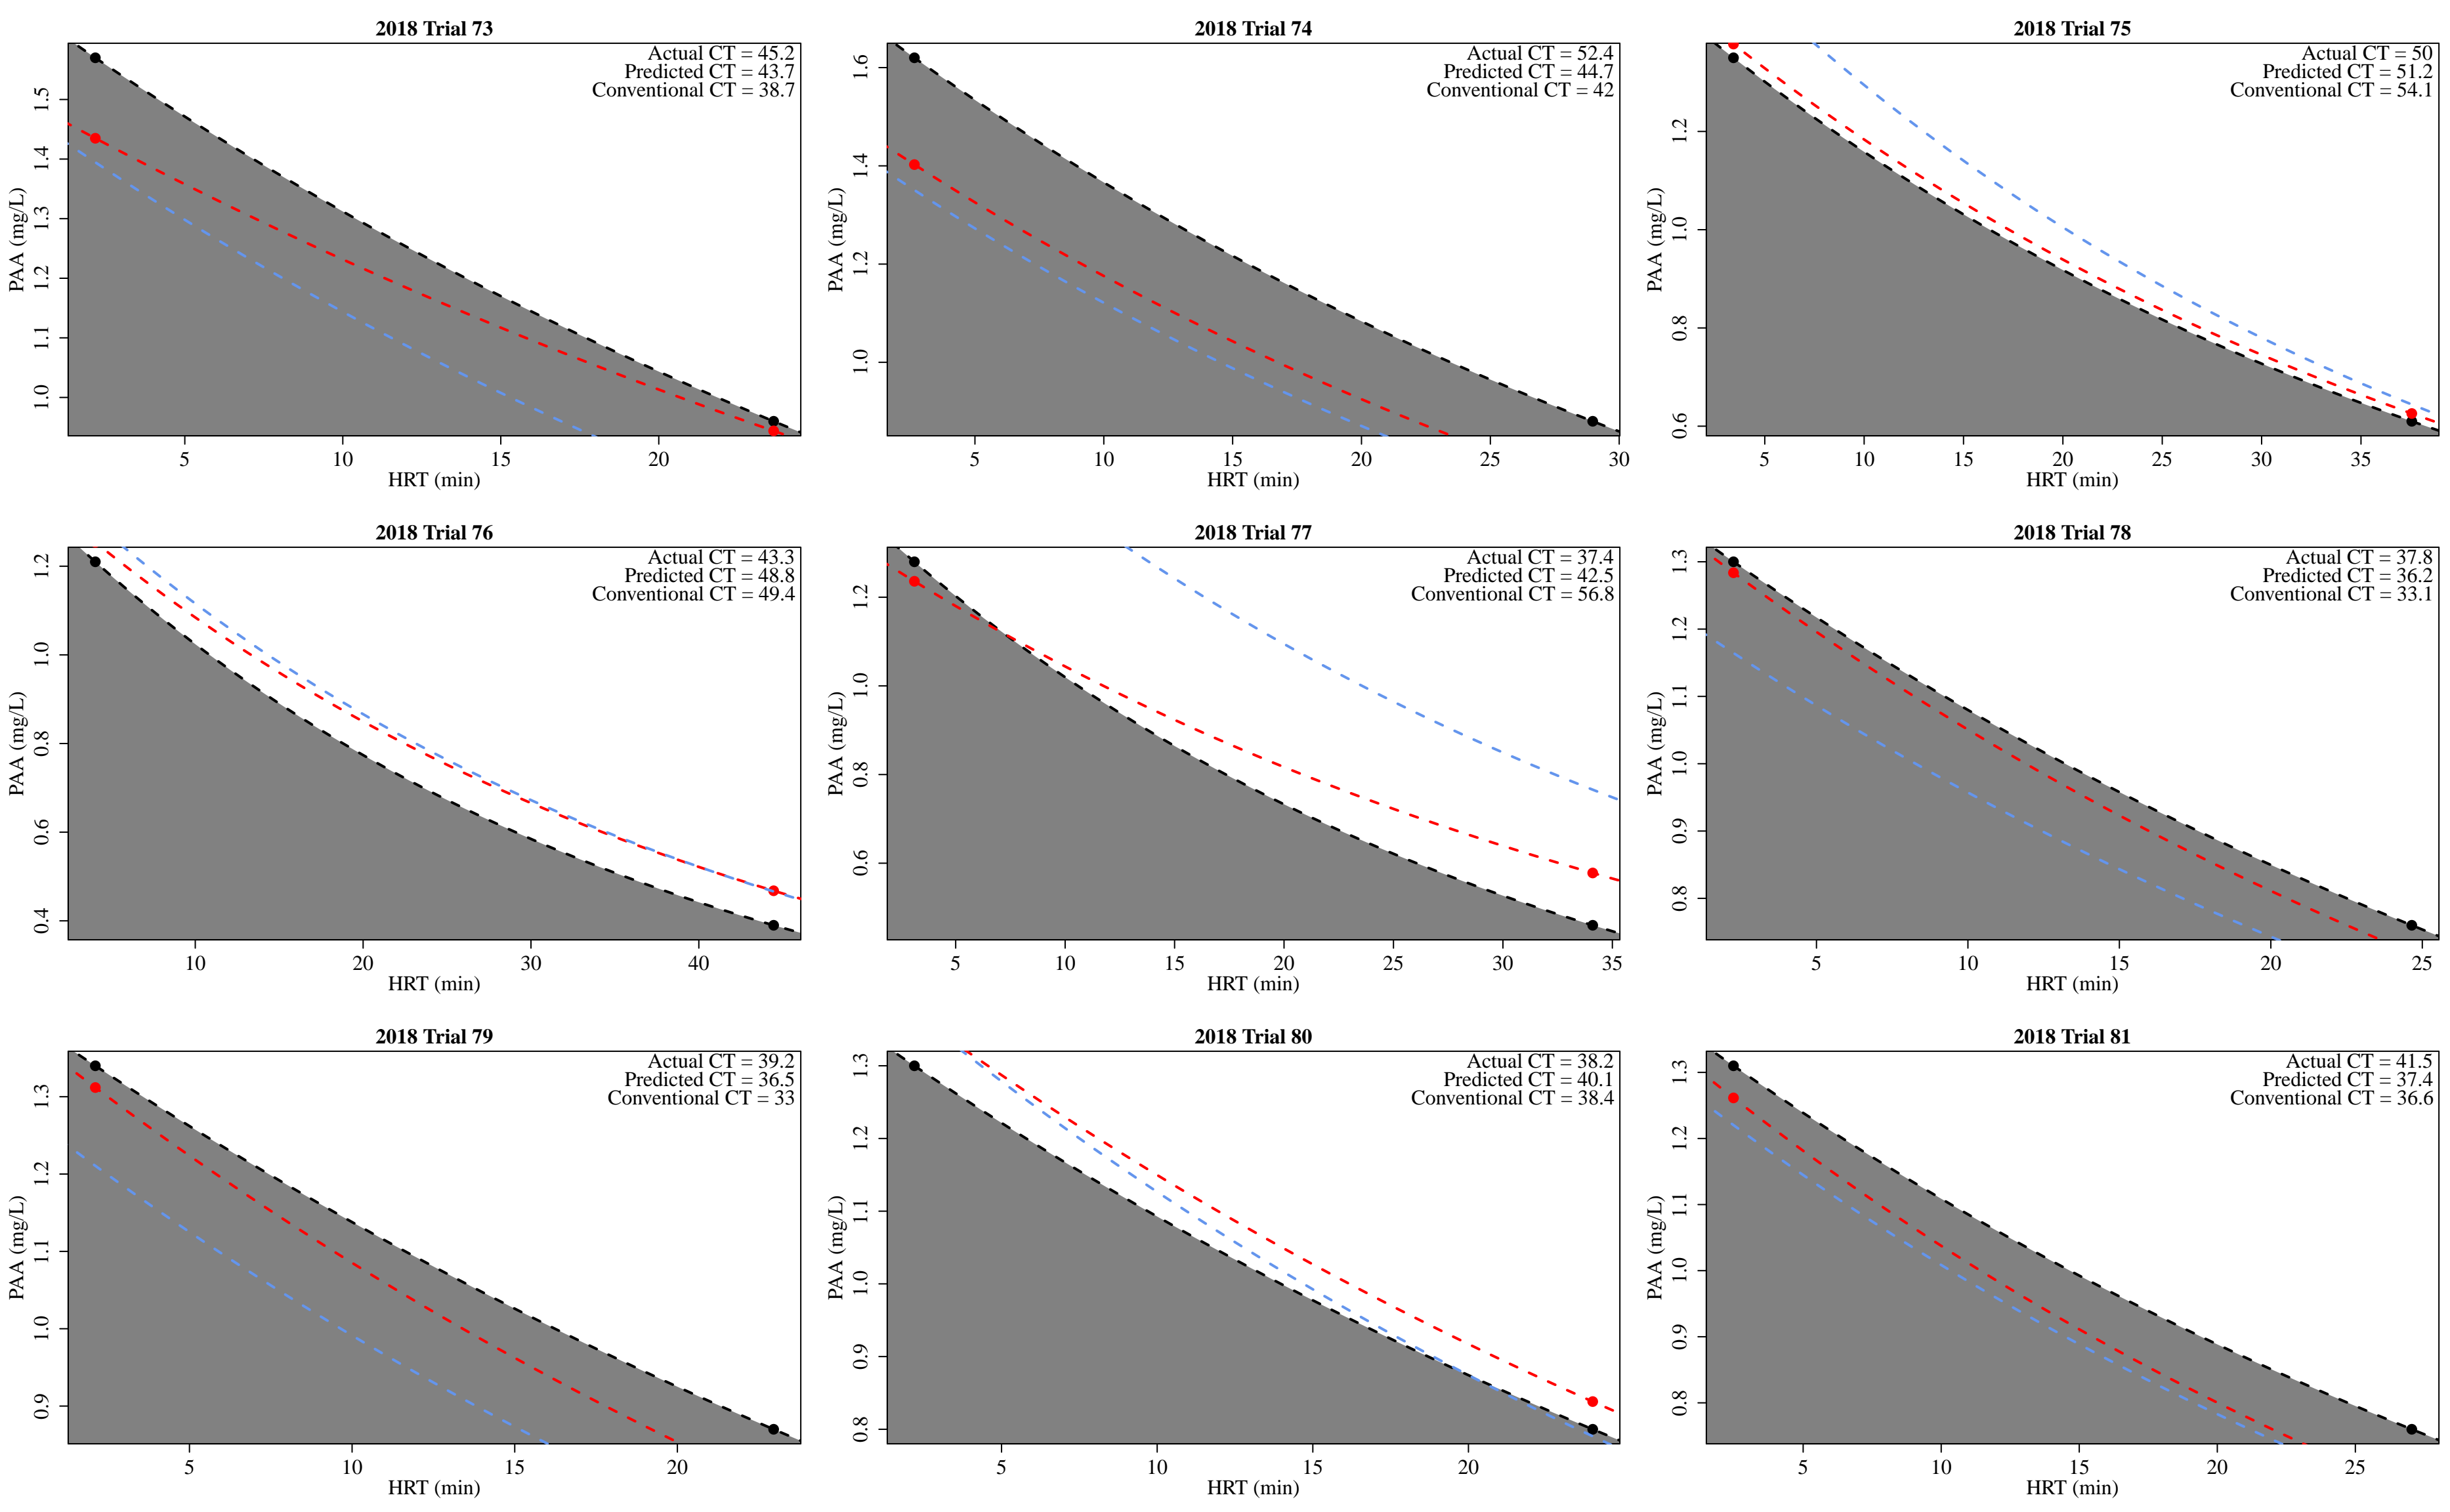 2018 Trial 73
Actual CT = 45.2
Predicted CT = 43.7
Conventional CT = 38.7
PAA (mg/L)
1.5
1.4
1.3
1.2
1.1
1.0
5 10 15 20
HRT (min)
2018 Trial 74
Actual CT = 52.4
Predicted CT = 44.7
Conventional CT = 42
PAA (mg/L)
1.6
1.4
1.2
1.0
5 10 15 20 25 30
HRT (min)
2018 Trial 75
Actual CT = 50
Predicted CT = 51.2
Conventional CT = 54.1
PAA (mg/L)
1.2
1.0
0.8
0.6
5 10 15 20 25 30 35
HRT (min)
2018 Trial 76
Actual CT = 43.3
Predicted CT = 48.8
Conventional CT = 49.4
PAA (mg/L)
1.2
1.0
0.8
0.6
0.4
10 20 30 40
HRT (min)
2018 Trial 77
Actual CT = 37.4
Predicted CT = 42.5
Conventional CT = 56.8
PAA (mg/L)
1.2
1.0
0.8
0.6
5 10 15 20 25 30 35
HRT (min)
2018 Trial 78
Actual CT = 37.8
Predicted CT = 36.2
Conventional CT = 33.1
PAA (mg/L)
1.3
1.2
1.1
1.0
0.9
0.8
5 10 15 20 25
HRT (min)
2018 Trial 79
Actual CT = 39.2
Predicted CT = 36.5
Conventional CT = 33
PAA (mg/L)
1.3
1.2
1.1
1.0
0.9
5 10 15 20
HRT (min)
2018 Trial 80
Actual CT = 38.2
Predicted CT = 40.1
Conventional CT = 38.4
PAA (mg/L)
1.3
1.2
1.1
1.0
0.9
0.8
5 10 15 20
HRT (min)
2018 Trial 81
Actual CT = 41.5
Predicted CT = 37.4
Conventional CT = 36.6
PAA (mg/L)
1.3
1.2
1.1
1.0
0.9
0.8
5 10 15 20 25
HRT (min)